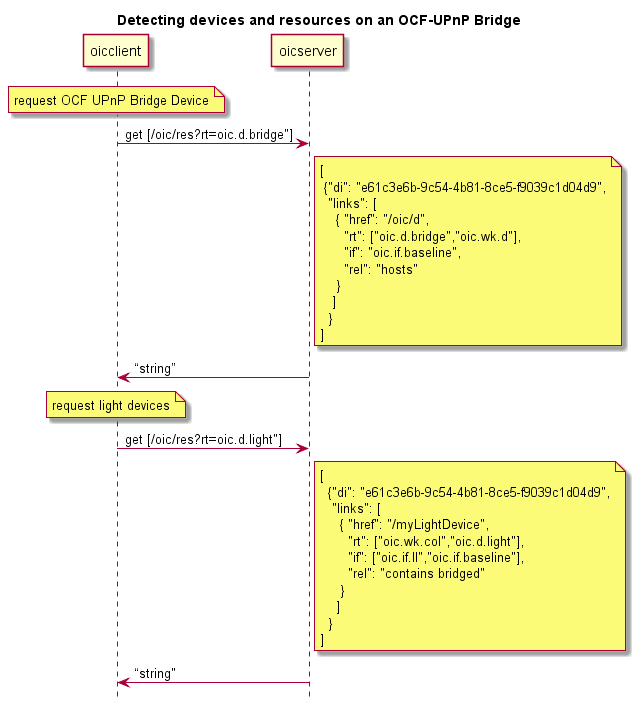 Detecting devices and resources on an OCF-UPnP Bridge
oicclient
oicserver
request OCF UPnP Bridge Device
get [/oic/res?rt=oic.d.bridge"]
[
{"di": "e61c3e6b-9c54-4b81-8ce5-f9039c1d04d9",
"links": [
{ "href": "/oic/d",
"rt": ["oic.d.bridge","oic.wk.d"],
"if": "oic.if.baseline",
"rel": "hosts"
}
]
}
]
“string”
request light devices
get [/oic/res?rt=oic.d.light"]
[
{"di": "e61c3e6b-9c54-4b81-8ce5-f9039c1d04d9",
"links": [
{ "href": "/myLightDevice",
"rt": ["oic.wk.col","oic.d.light"],
"if": ["oic.if.ll","oic.if.baseline"],
"rel": "contains bridged"
}
]
}
]
“string”